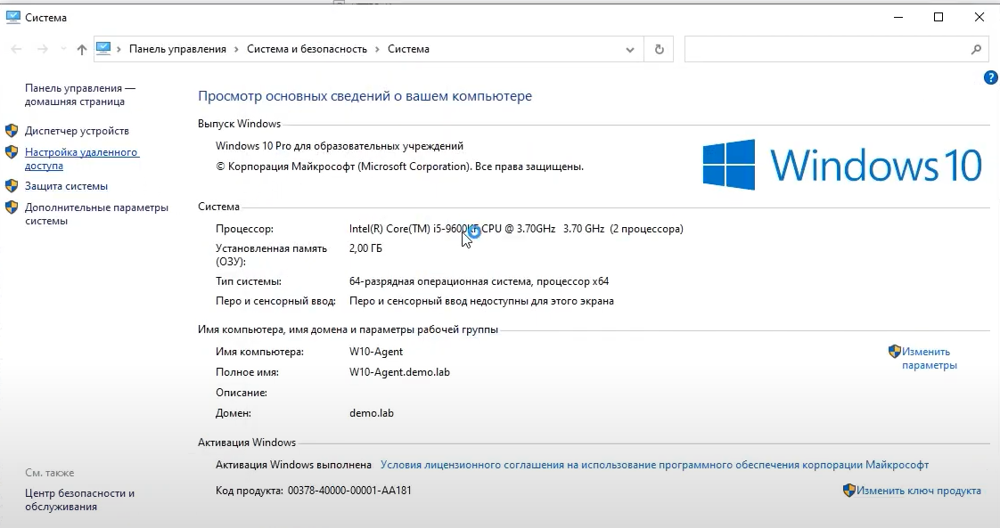 Система
Панель управления › Система и безопасность › Система
Панель управления —
домашняя страница
Диспетчер устройств
Настройка удаленного
доступа
Защита системы
Дополнительные параметры
системы
См. также
Центр безопасности и
обслуживания
Просмотр основных сведений о вашем компьютере
Выпуск Windows
Windows 10 Pro для образовательных учреждений
© Корпорация Майкрософт (Microsoft Corporation). Все права защищены.
Windows 10
Система
Процессор: Intel(R) Core(TM) i5-9600KF CPU @ 3.70GHz 3.70 GHz (2 процессора)
Установленная память
(ОЗУ): 2,00 ГБ
Тип системы: 64-разрядная операционная система, процессор x64
Перо и сенсорный ввод: Перо и сенсорный ввод недоступны для этого экрана
Имя компьютера, имя домена и параметры рабочей группы
Имя компьютера: W10-Agent
Изменить
параметры
Полное имя: W10-Agent.demo.lab
Описание:
Домен: demo.lab
Активация Windows
Активация Windows выполнена Условия лицензионного соглашения на использование программного обеспечения корпорации Майкрософт
Код продукта: 00378-40000-00001-AA181 Изменить ключ продукта